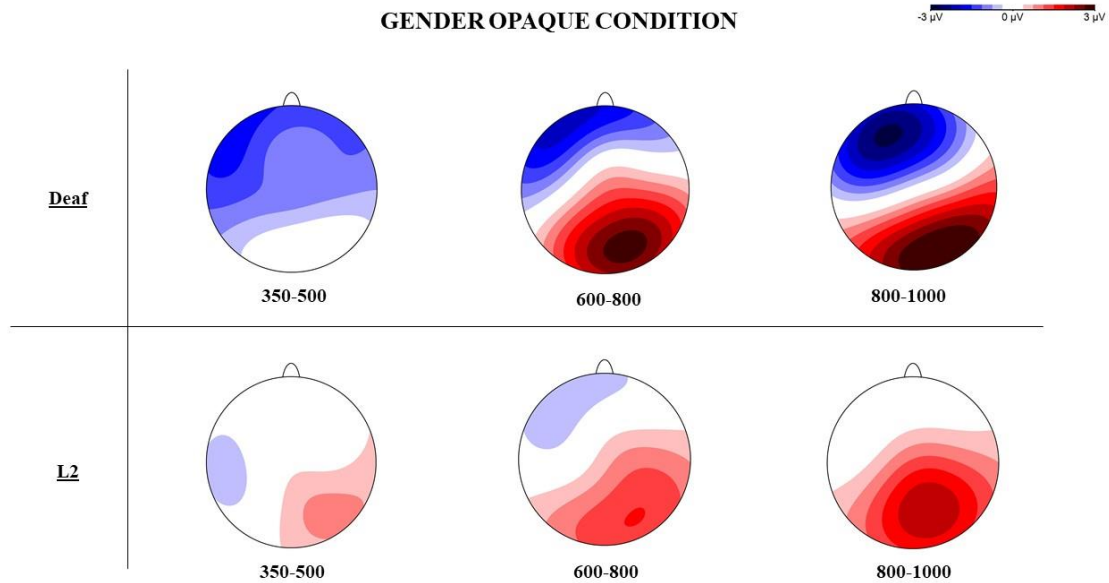 GENDER OPAQUE CONDITION
-3 µV 0 µV 3 µV
Deaf
350-500 600-800 800-1000
L2
350-500 600-800 800-1000